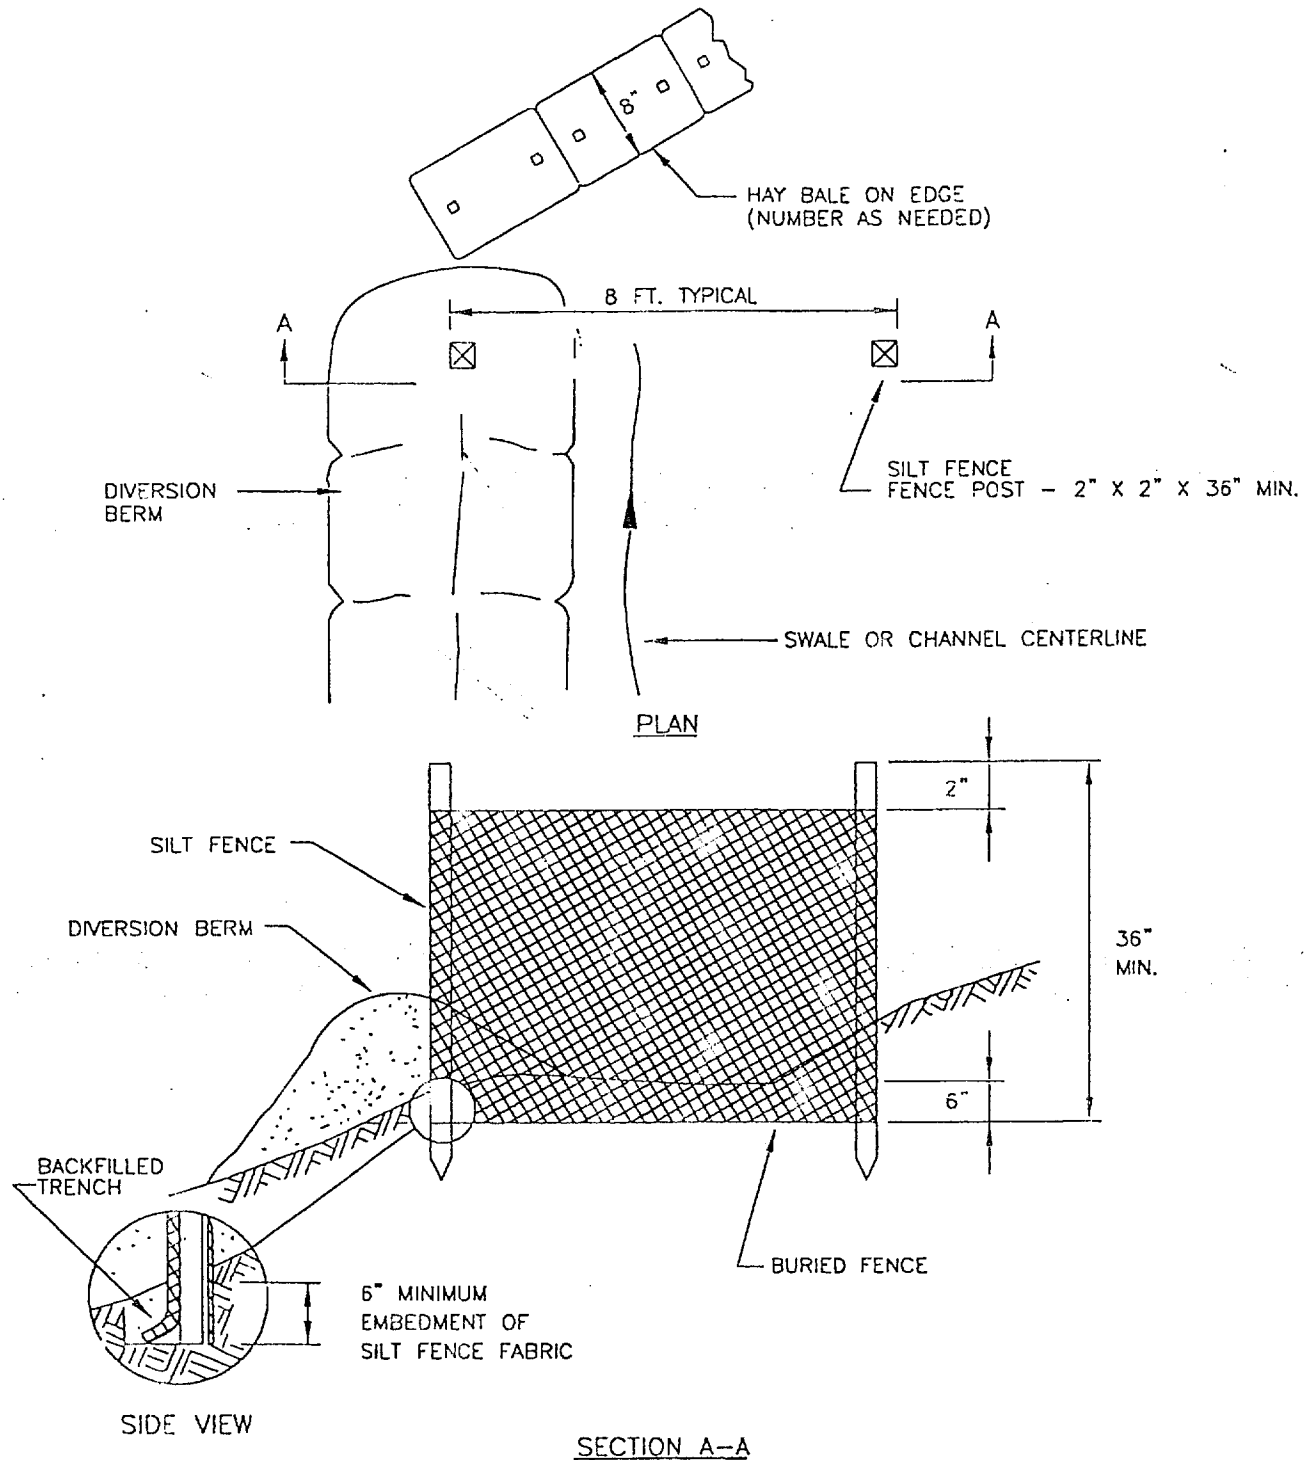 8"
HAY BALE ON EDGE
(NUMBER AS NEEDED)
8 FT. TYPICAL
A
A
SILT FENCE
FENCE POST - 2" X 2" X 36" MIN.
DIVERSION
BERM
SWALE OR CHANNEL CENTERLINE
PLAN
2"
SILT FENCE
DIVERSION BERM
36"
MIN.
6"
BACKFILLED
TRENCH
BURIED FENCE
6" MINIMUM
EMBEDMENT OF
SILT FENCE FABRIC
SIDE VIEW
SECTION A-A